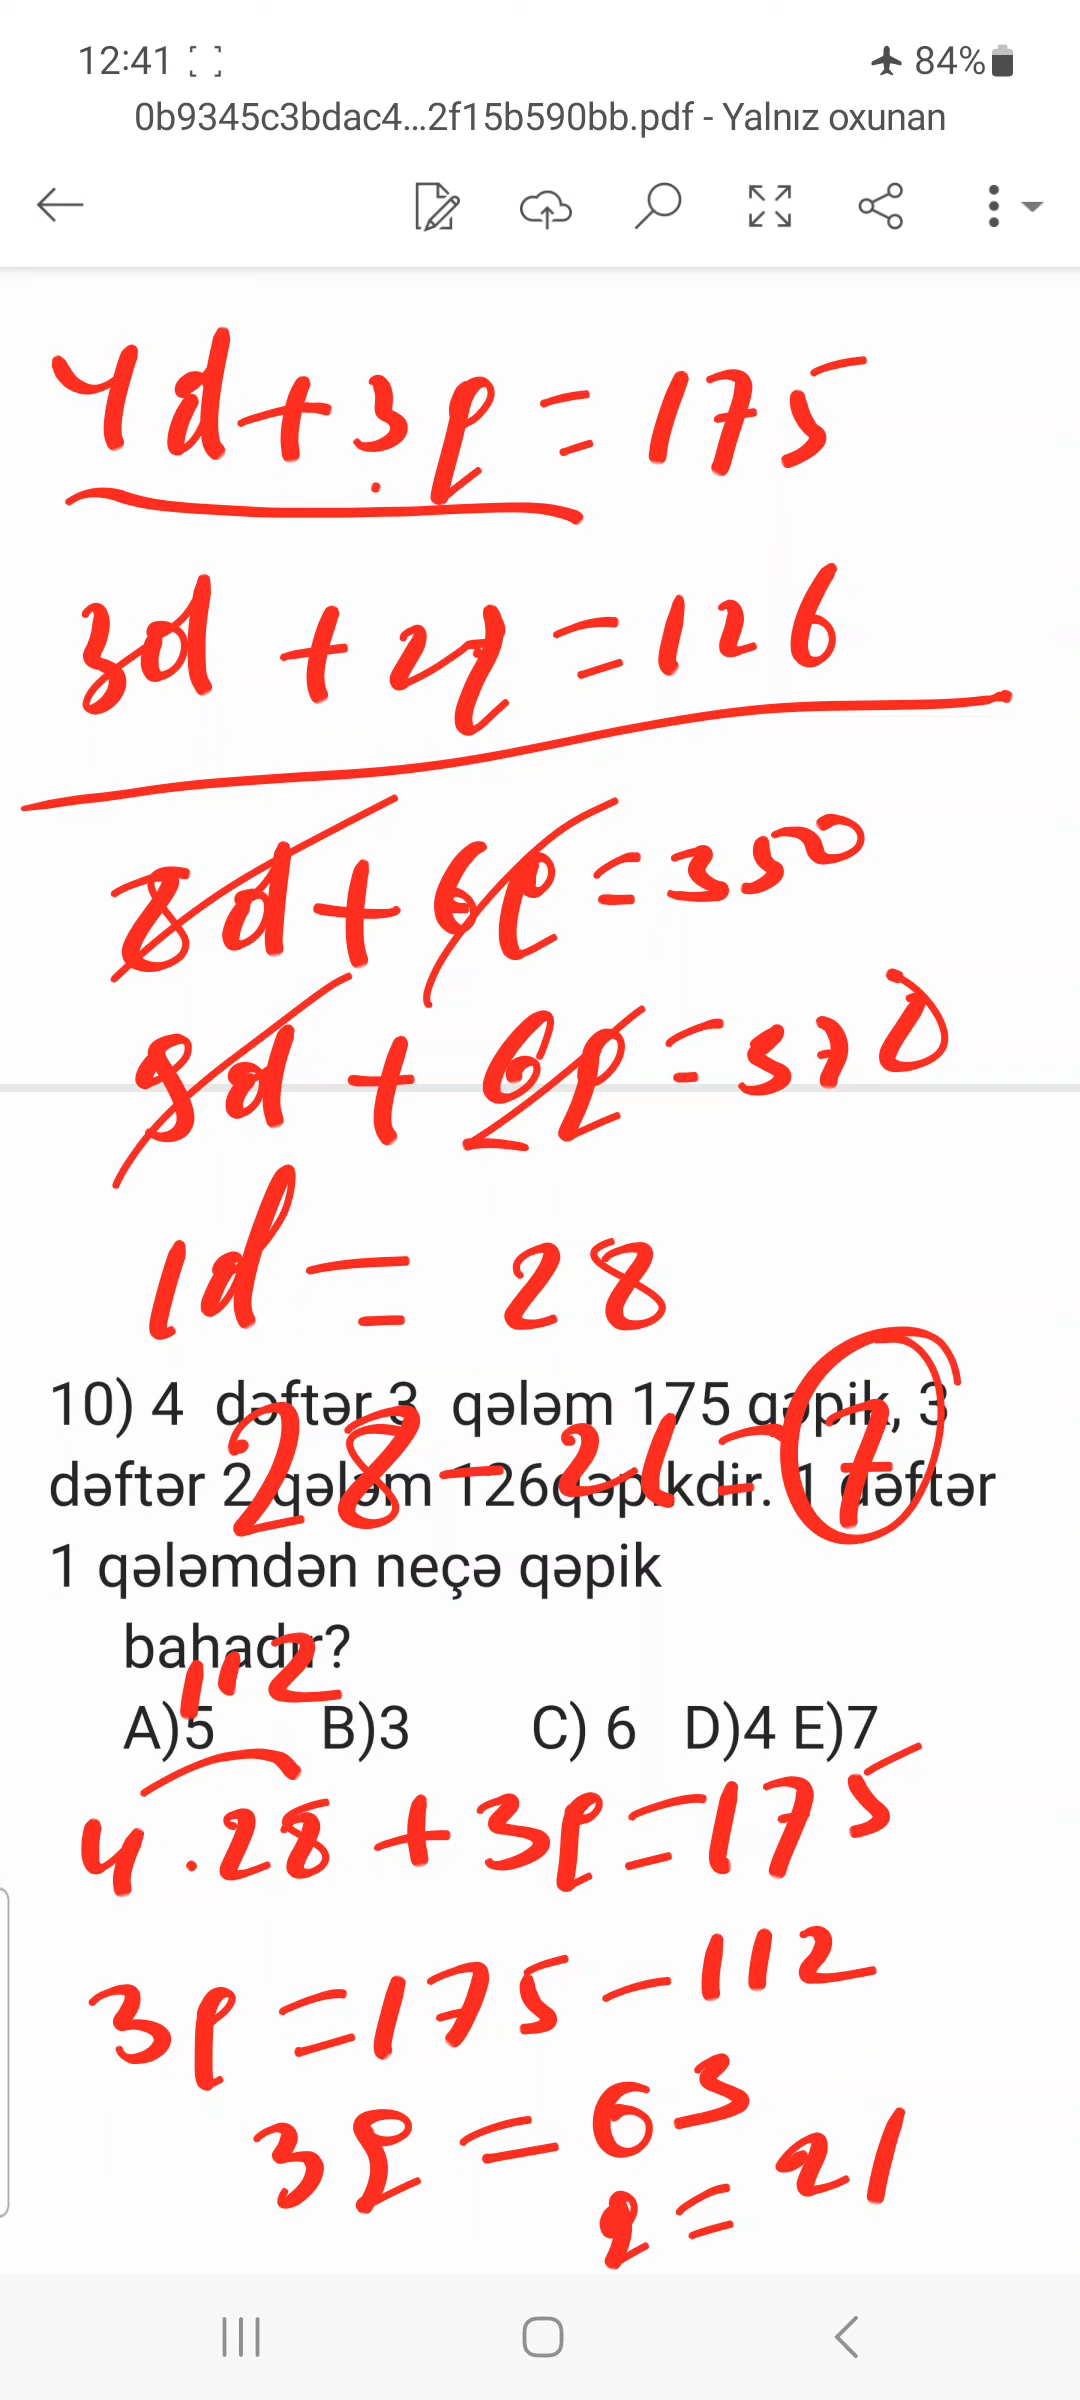 12:41 84%
0b9345c3bdac4...2f15b590bb.pdf - Yalnız oxunan
4d+3q=175
3d+2q=126
8d+6q=350
9d+6q=378
1d=28
10) 4 dəftər 3 qələm 175 qəpik, 3
28-21=7
dəftər 2 qələm 126qəpikdir. 1 dəftər
1 qələmdən neçə qəpik
bahadır?
112
A)5 B)3 C) 6 D)4 E)7
4.28+3q=175
3q=175-112
3q=63
q=21